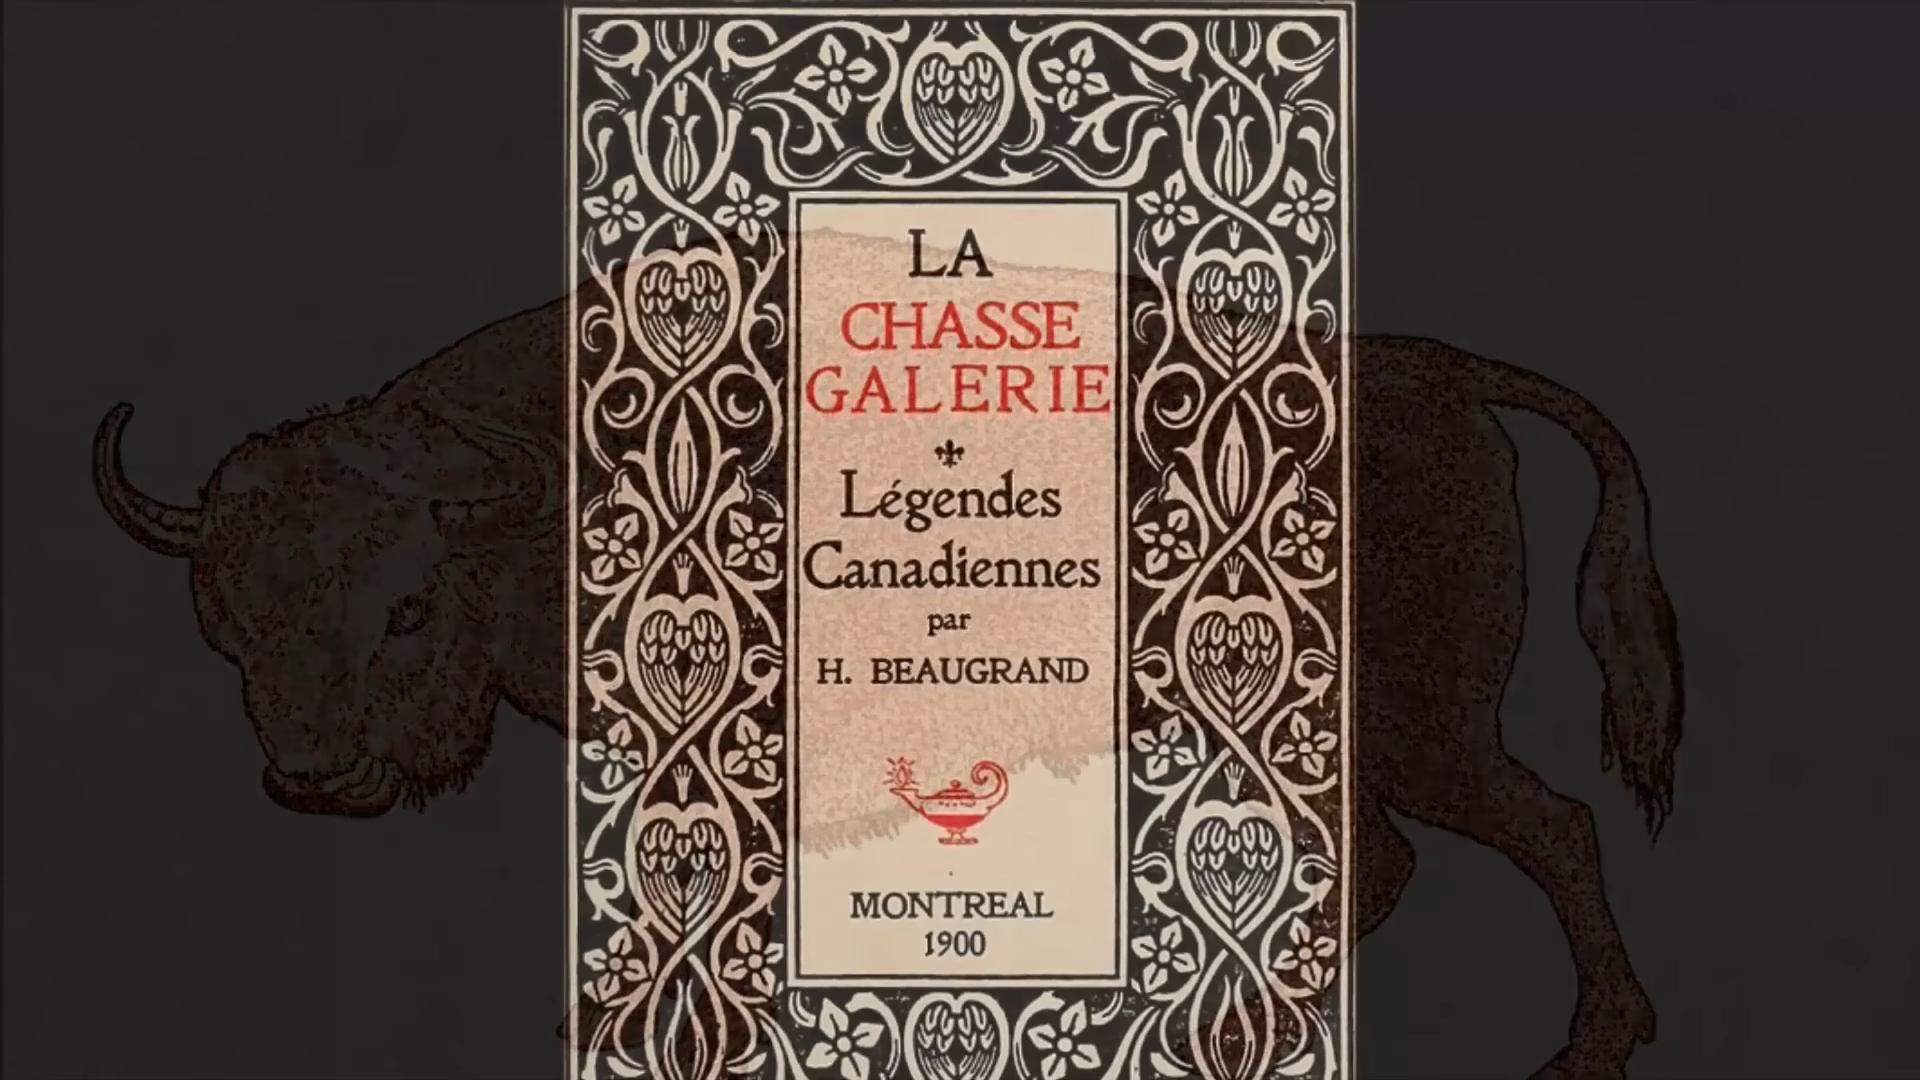 LA
CHASSE
GALERIE
Légendes
Canadiennes
par
H. BEAUGRAND
MONTREAL
1900